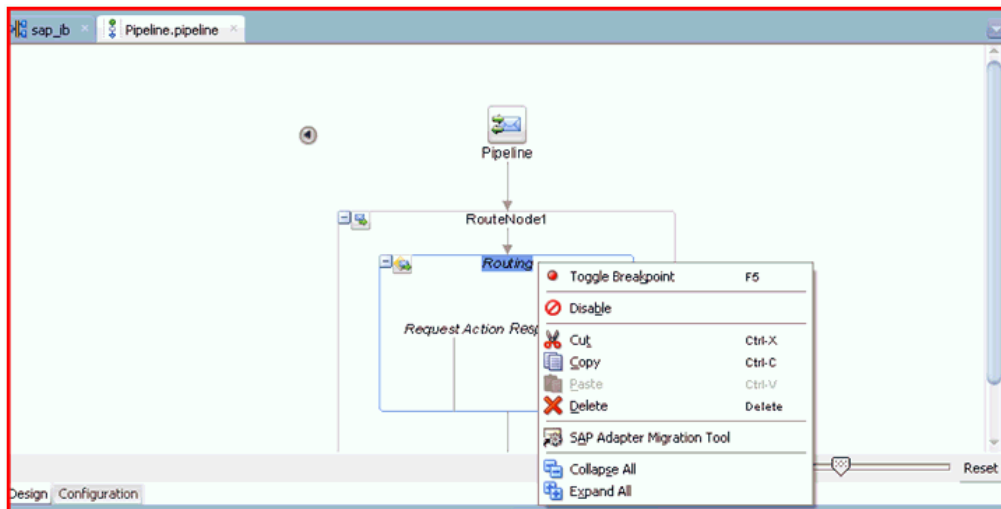 sap_jb
Pipeline.pipeline
Pipeline
RouteNode1
Routing
Request Action Resp
Toggle Breakpoint F5
Disable
Cut Ctrl-X
Copy Ctrl-C
Paste Ctrl-V
Delete Delete
SAP Adapter Migration Tool
Collapse All
Expand All
Reset
Design Configuration